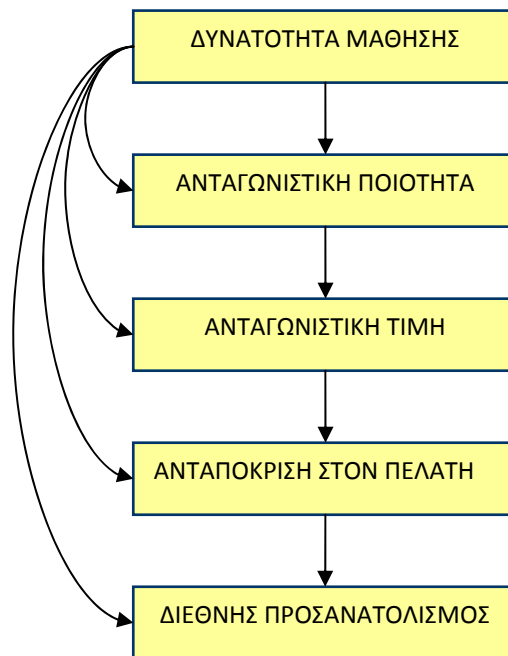 ΔΥΝΑΤΟΤΗΤΑ ΜΑΘΗΣΗΣ
ΑΝΤΑΓΩΝΙΣΤΙΚΗ ΠΟΙΟΤΗΤΑ
ΑΝΤΑΓΩΝΙΣΤΙΚΗ ΤΙΜΗ
ΑΝΤΑΠΟΚΡΙΣΗ ΣΤΟΝ ΠΕΛΑΤΗ
ΔΙΕΘΝΗΣ ΠΡΟΣΑΝΑΤΟΛΙΣΜΟΣ